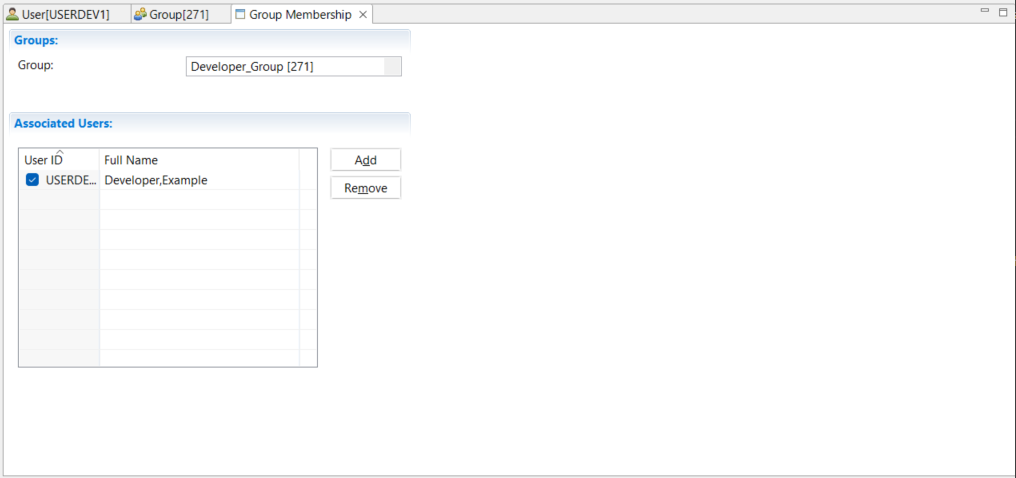 User[USERDEV1] Group[271] Group Membership
Groups:
Group: Developer_Group [271]
Associated Users:
User ID Full Name Add
USERDE... Developer,Example
Remove